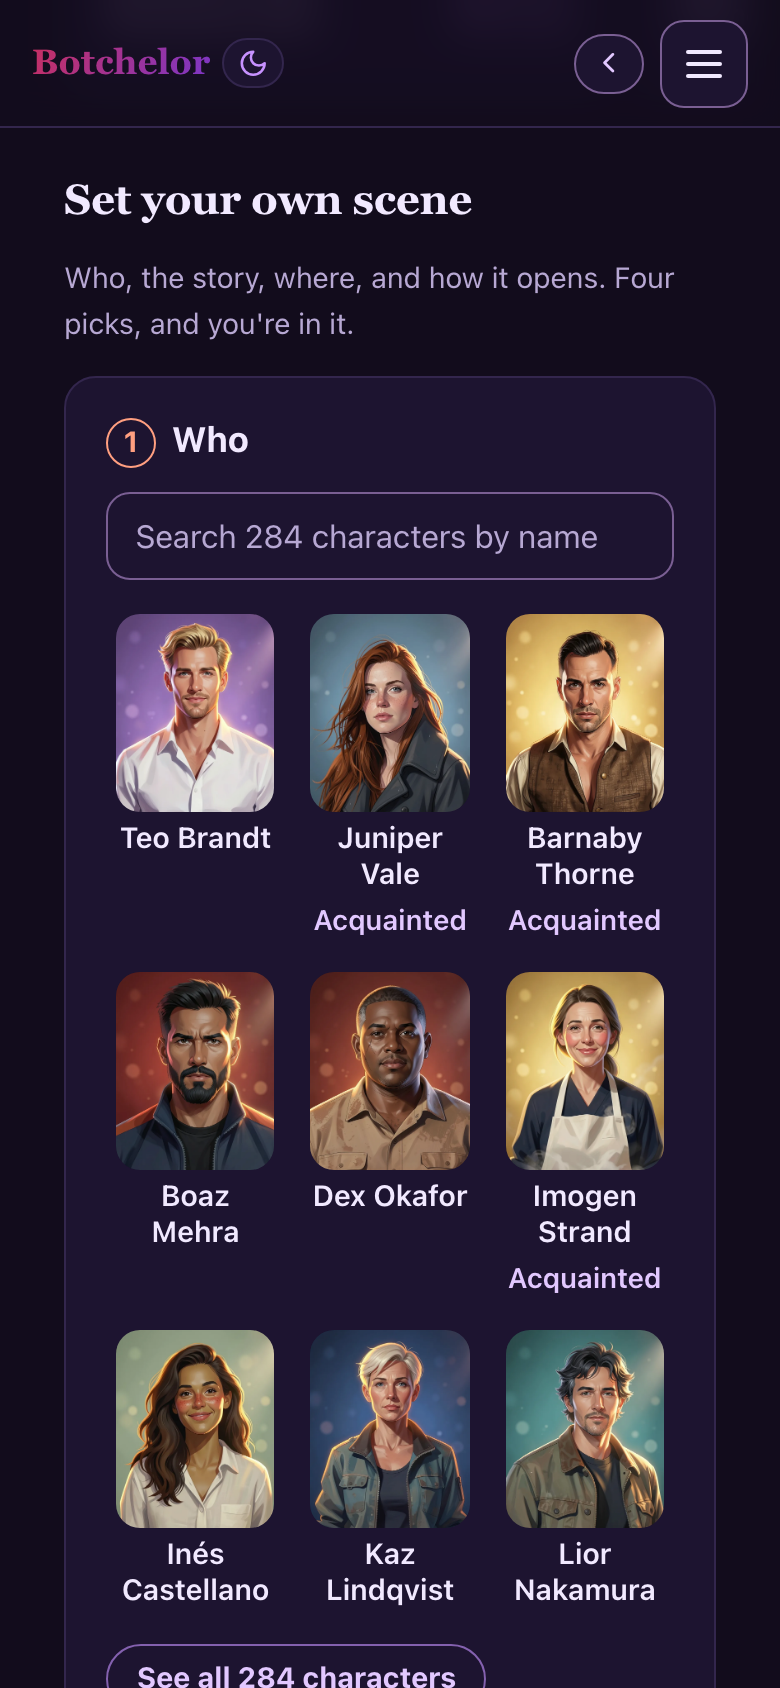 Botchelor
Set your own scene
Who, the story, where, and how it opens. Four
picks, and you're in it.
1 Who
Search 284 characters by name
Teo Brandt
Juniper
Vale
Acquainted
Barnaby
Thorne
Acquainted
Boaz
Mehra
Dex Okafor
Imogen
Strand
Acquainted
Inés
Castellano
Kaz
Lindqvist
Lior
Nakamura
See all 284 characters